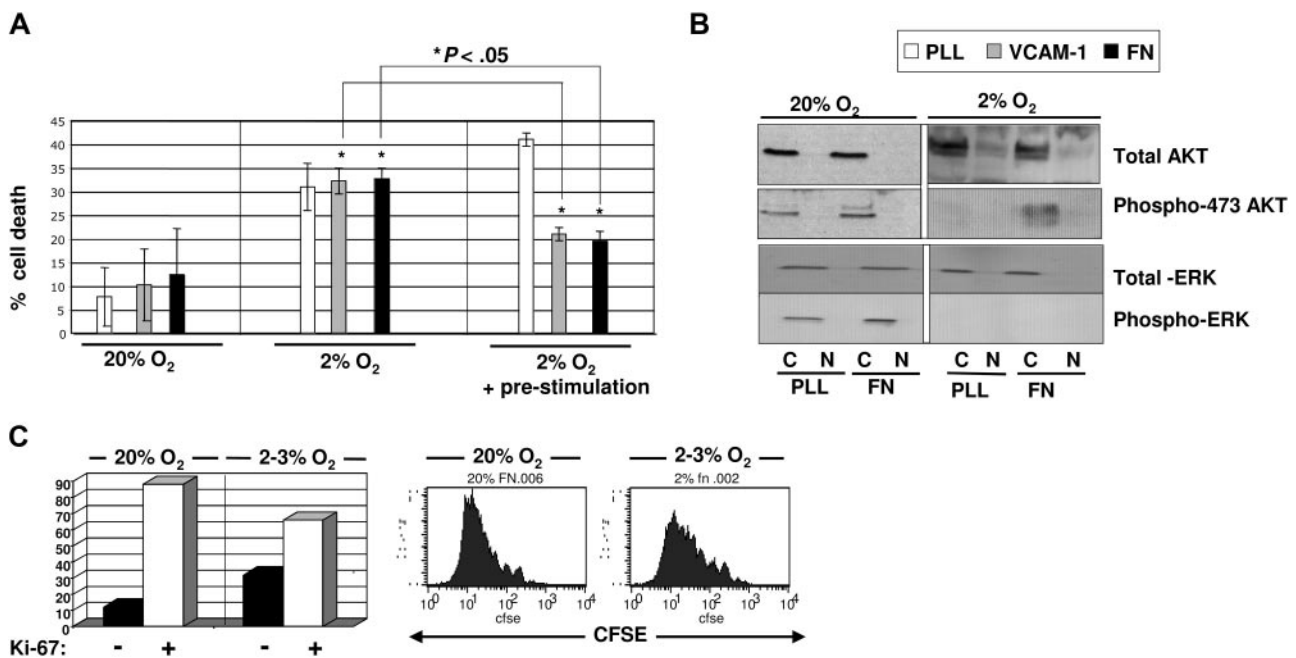 A
*P < .05
% cell death
45
40
35
30
25
20
15
10
5
0
* * * *
20% O2
2% O2
2% O2
+ pre-stimulation
B
PLL VCAM-1 FN
20% O2 2% O2
Total AKT
Phospho-473 AKT
Total -ERK
Phospho-ERK
C N C N C N C N
PLL FN PLL FN
C
20% O2 2-3% O2
90
80
70
60
50
40
30
20
10
0
Ki-67: - + - +
20% O2 2-3% O2
20% FN.006 2% fn .002
10^0 10^1 10^2 10^3 10^4 10^0 10^1 10^2 10^3 10^4
cfse cfse
CFSE